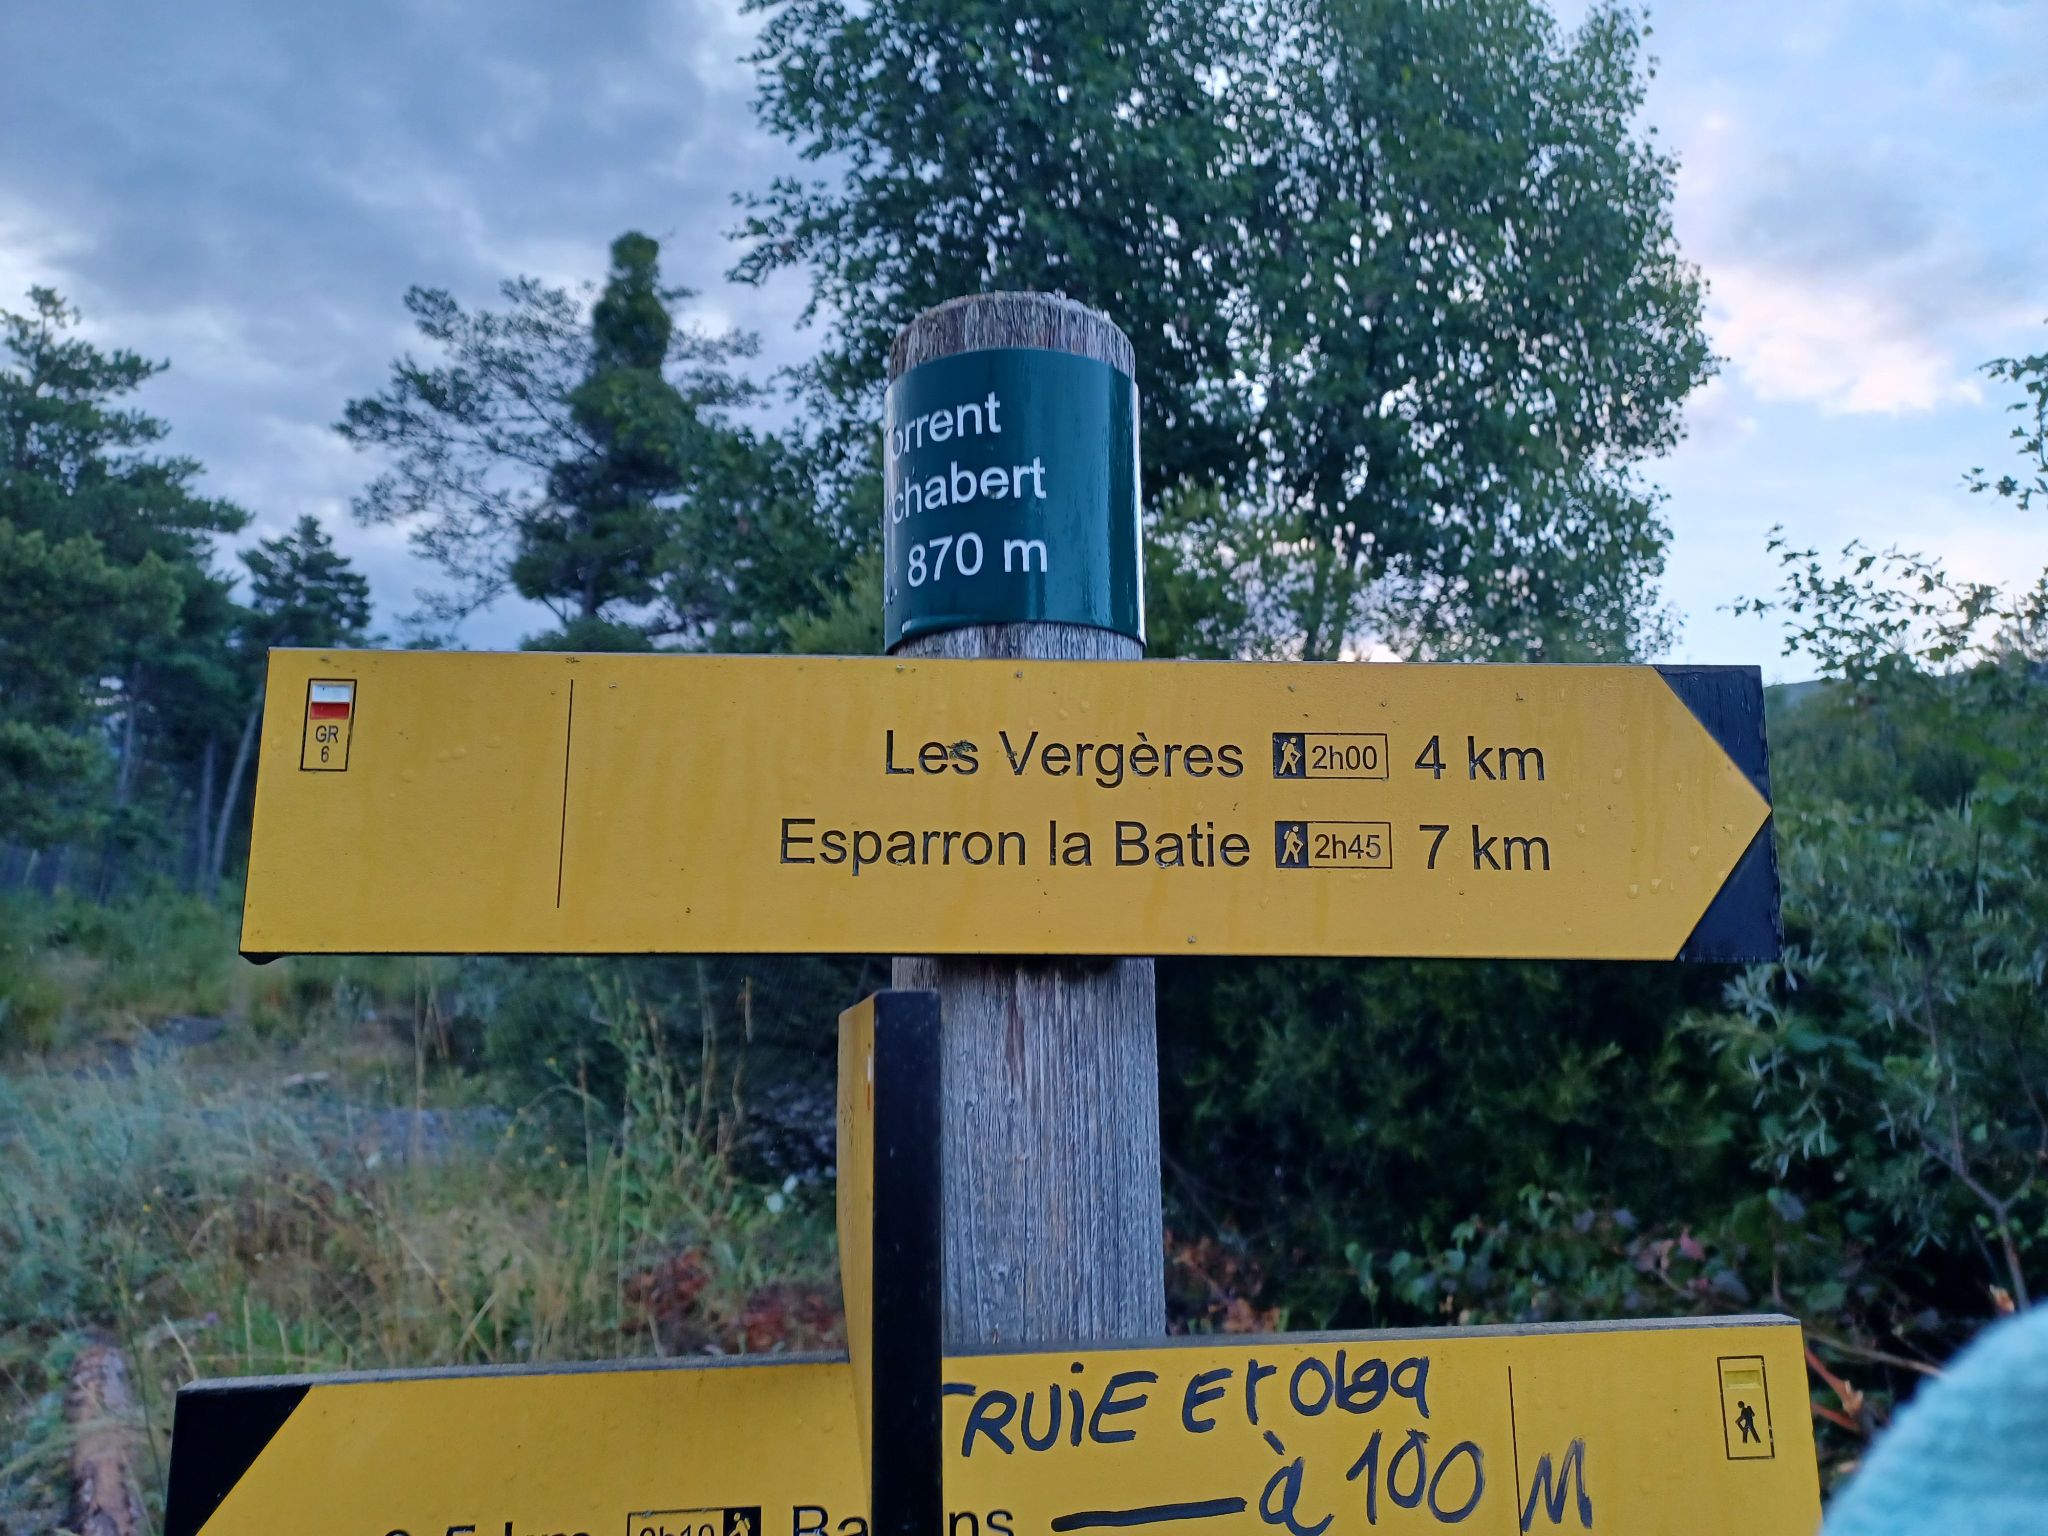 orrent
chabert
870 m
GR
6
Les Vergères 2h00 4 km
Esparron la Batie 2h45 7 km
TRUiE Et
à 100 M